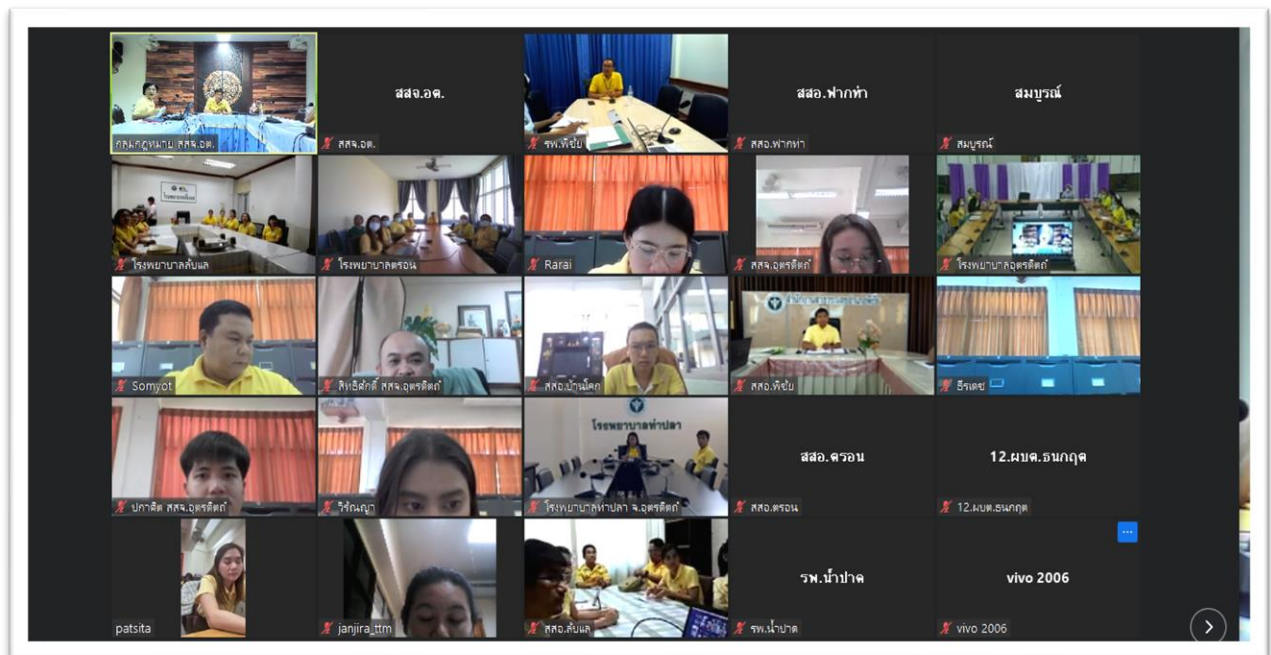 กลุ่มกฎหมาย สสจ.อต.
สสจ.อต.
สสจ.อต.
รพ.พิชัย
สสอ.ฟากท่า
สสอ.ฟากท่า
สมบูรณ์
สมบูรณ์
โรงพยาบาลลับแล
โรงพยาบาลตรอน
Rarai
สสจ.อุตรดิตถ์
โรงพยาบาลอุตรดิตถ์
Somyot
สิทธิศักดิ์ สสจ.อุตรดิตถ์
สสอ.บ้านโคก
สสอ.พิชัย
ธีรเดช
ปกาศิต สสจ.อุตรดิตถ์
วิรัณญา
โรงพยาบาลท่าปลา
โรงพยาบาลท่าปลา จ.อุตรดิตถ์
สสอ.ตรอน
สสอ.ตรอน
12.ผบต.ธนกฤต
12.ผบต.ธนกฤต
patsita
janjira_ttm
สสอ.ลับแล
รพ.น้ำปาด
รพ.น้ำปาด
vivo 2006
vivo 2006